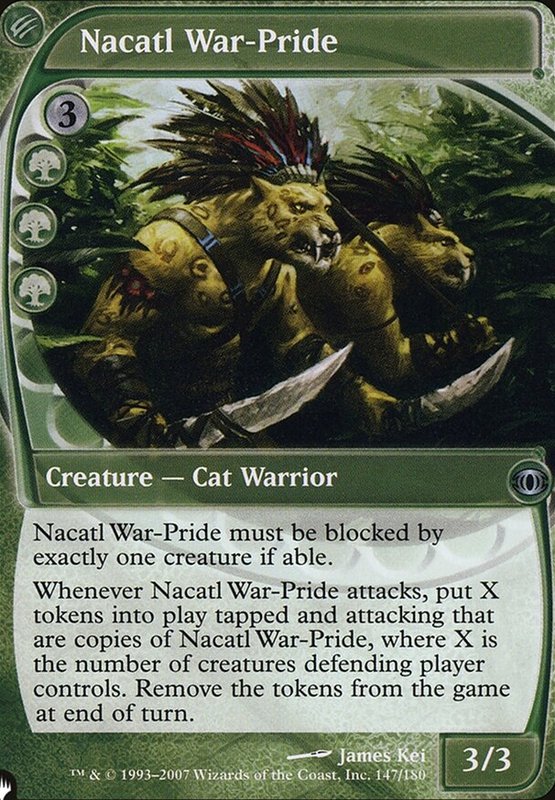 Nacatl War-Pride
3
Creature — Cat Warrior
Nacatl War-Pride must be blocked by
exactly one creature if able.
Whenever Nacatl War-Pride attacks, put X
tokens into play tapped and attacking that
are copies of Nacatl War-Pride, where X is
the number of creatures defending player
controls. Remove the tokens from the game
at end of turn.
James Kei
™ & © 1993–2007 Wizards of the Coast, Inc. 147/180
3/3